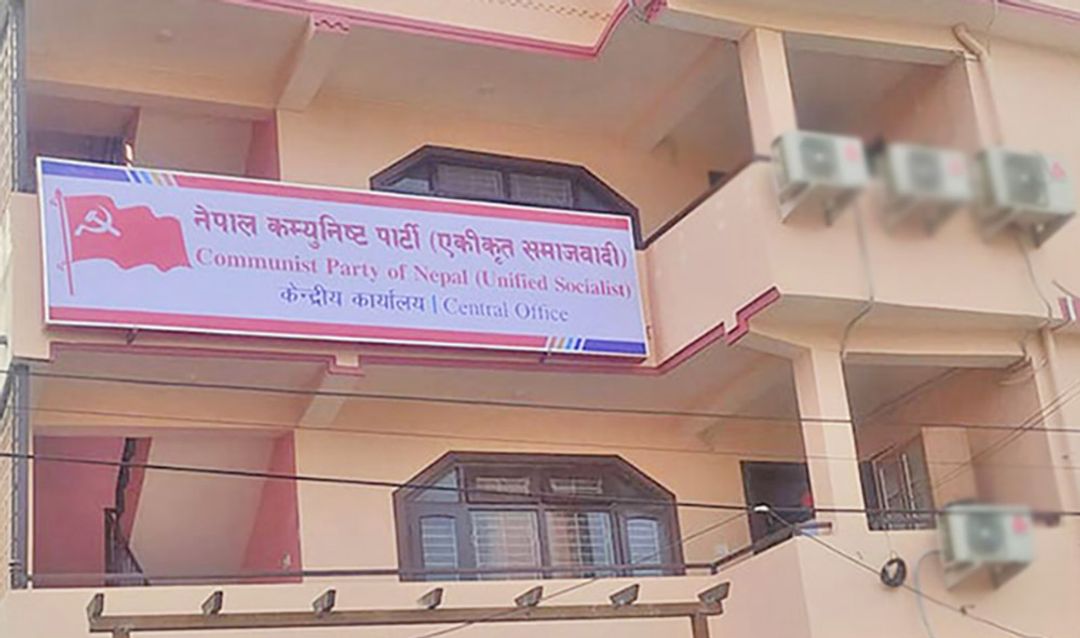 नेपाल कम्युनिष्ट पार्टी (एकीकृत समाजवादी)
Communist Party of Nepal (Unified Socialist)
केन्द्रीय कार्यालय | Central Office